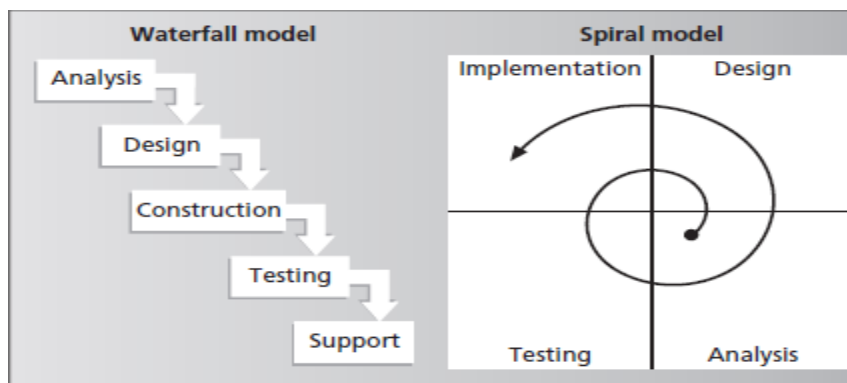 Waterfall model
Analysis
Design
Construction
Testing
Support
Spiral model
Implementation
Design
Testing
Analysis